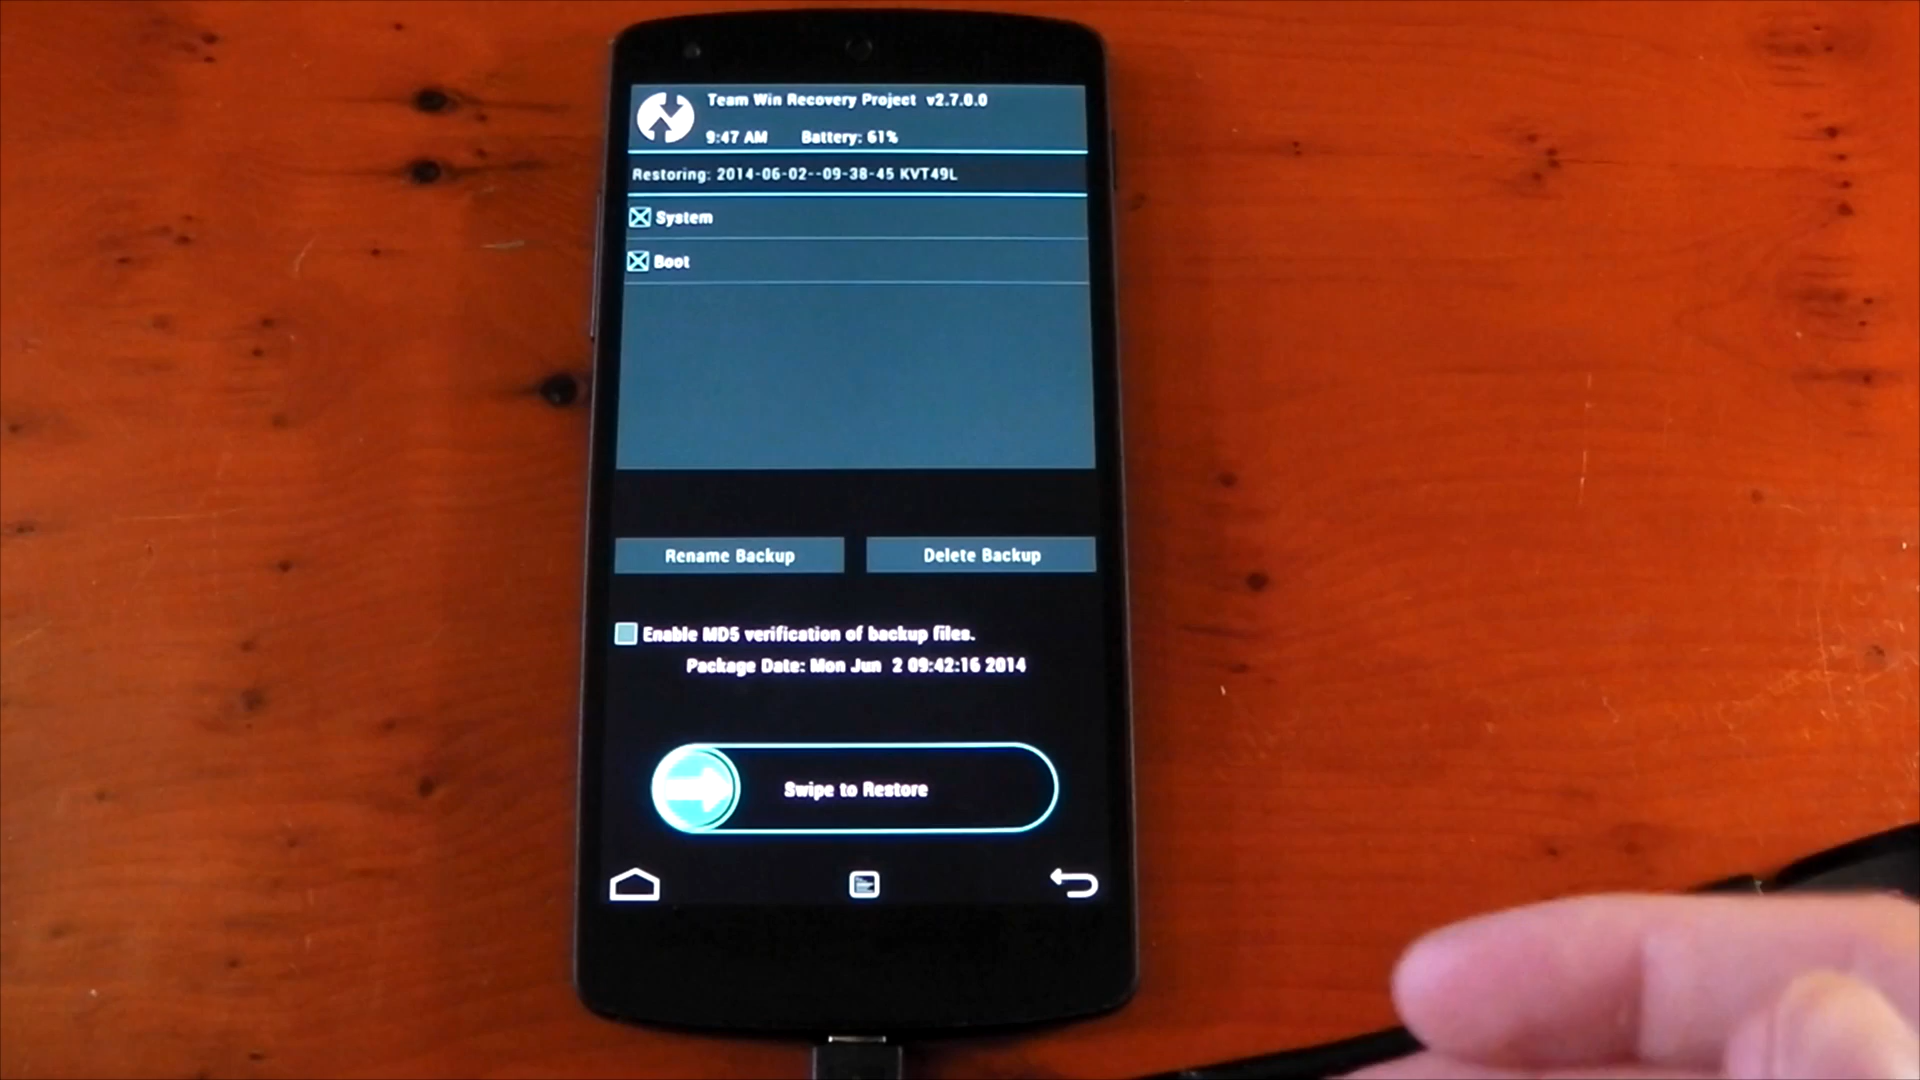 Team Win Recovery Project v2.7.0.0
9:47 AM Battery: 61%
Restoring: 2014-06-02--09-38-45 KVT49L
System
Boot
Rename Backup Delete Backup
Enable MD5 verification of backup files.
Package Date: Mon Jun 2 09:42:16 2014
Swipe to Restore